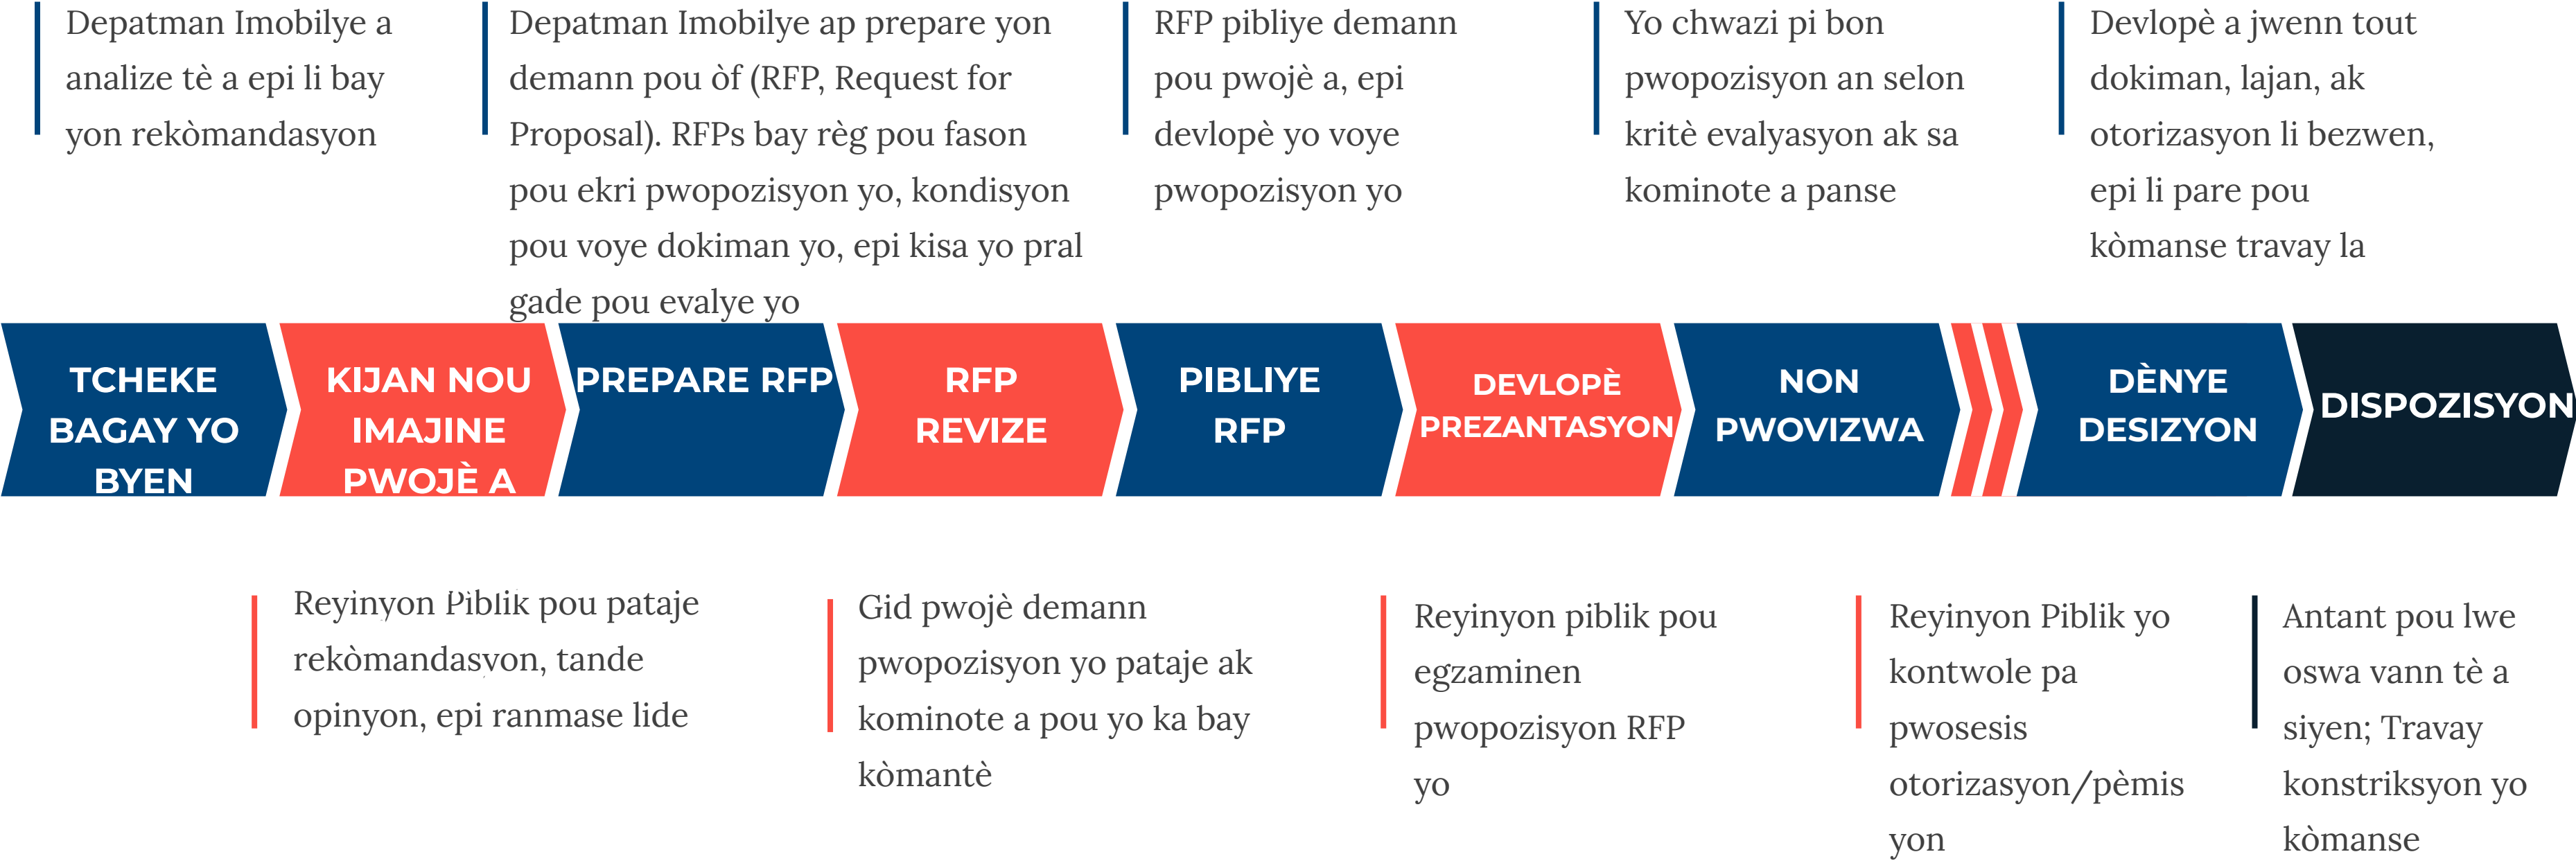 Depatman Imobilye a
analize tè a epi li bay
yon rekòmandasyon
Depatman Imobilye ap prepare yon
demann pou òf (RFP, Request for
Proposal). RFPs bay règ pou fason
pou ekri pwopozisyon yo, kondisyon
pou voye dokiman yo, epi kisa yo pral
gade pou evalye yo
RFP pibliye demann
pou pwojè a, epi
devlopè yo voye
pwopozisyon yo
Yo chwazi pi bon
pwopozisyon an selon
kritè evalyasyon ak sa
kominote a panse
Devlopè a jwenn tout
dokiman, lajan, ak
otorizasyon li bezwen,
epi li pare pou
kòmanse travay la
TCHEKE
BAGAY YO
BYEN
KIJAN NOU
IMAJINE
PWOJÈ A
PREPARE RFP
RFP
REVIZE
PIBLIYE
RFP
DEVLOPÈ
PREZANTASYON
NON
PWOVIZWA
DÈNYE
DESIZYON
DISPOZISYON
Reyinyon Piblik pou pataje
rekòmandasyon, tande
opinyon, epi ranmase lide
Gid pwojè demann
pwopozisyon yo pataje ak
kominote a pou yo ka bay
kòmantè
Reyinyon piblik pou
egzaminen
pwopozisyon RFP
yo
Reyinyon Piblik yo
kontwole pa
pwosesis
otorizasyon/pèmis
yon
Antant pou lwe
oswa vann tè a
siyen; Travay
konstriksyon yo
kòmanse